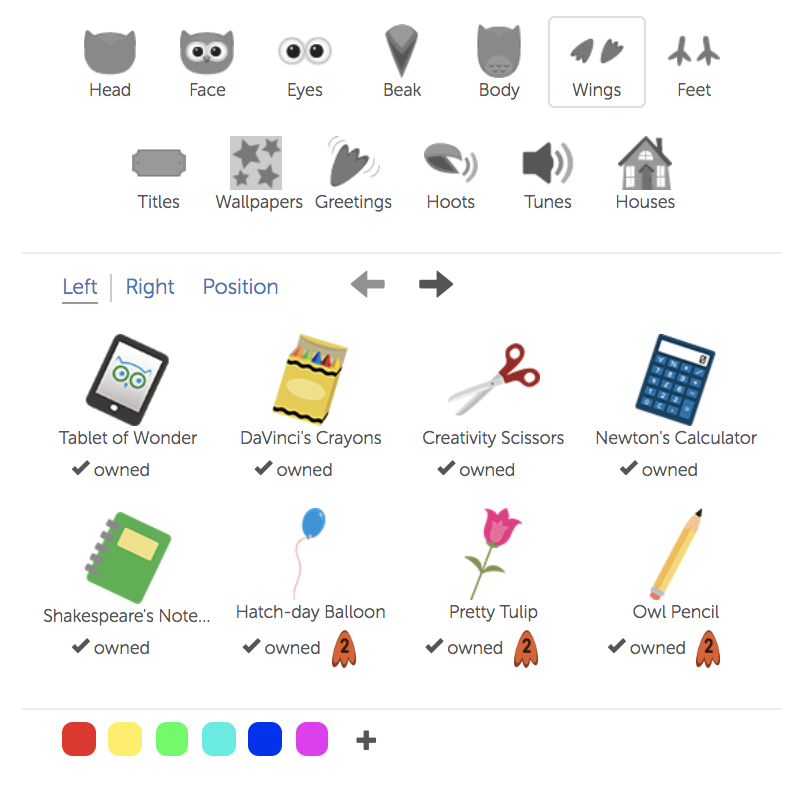 Head Face Eyes Beak Body Wings Feet
Titles Wallpapers Greetings Hoots Tunes Houses
Left Right Position
0
Tablet of Wonder DaVinci's Crayons Creativity Scissors Newton's Calculator
owned owned owned owned
Shakespeare's Note... Hatch-day Balloon Pretty Tulip Owl Pencil
owned owned 2 owned 2 owned 2